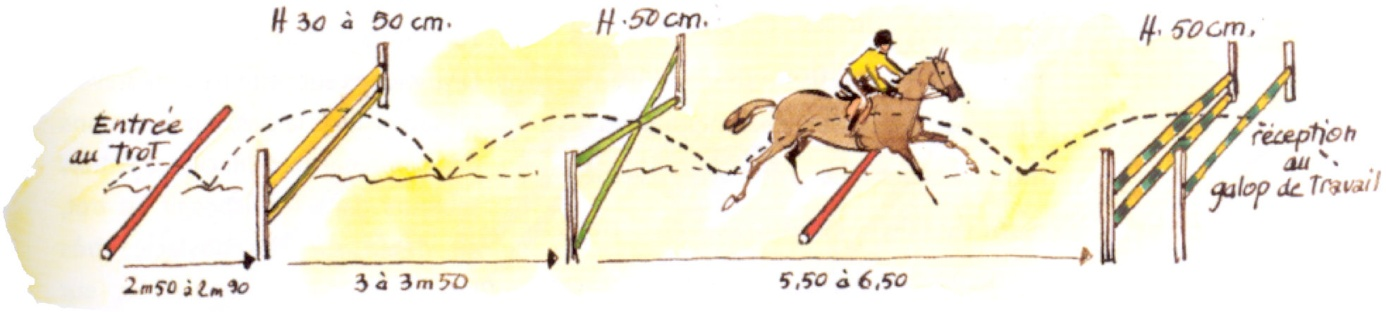 H 30 à 50 cm.
H. 50 cm.
H. 50 cm.
Entrée
au trot
réception
au
galop de travail
2m50 à 2m90
3 à 3m50
5,50 à 6,50